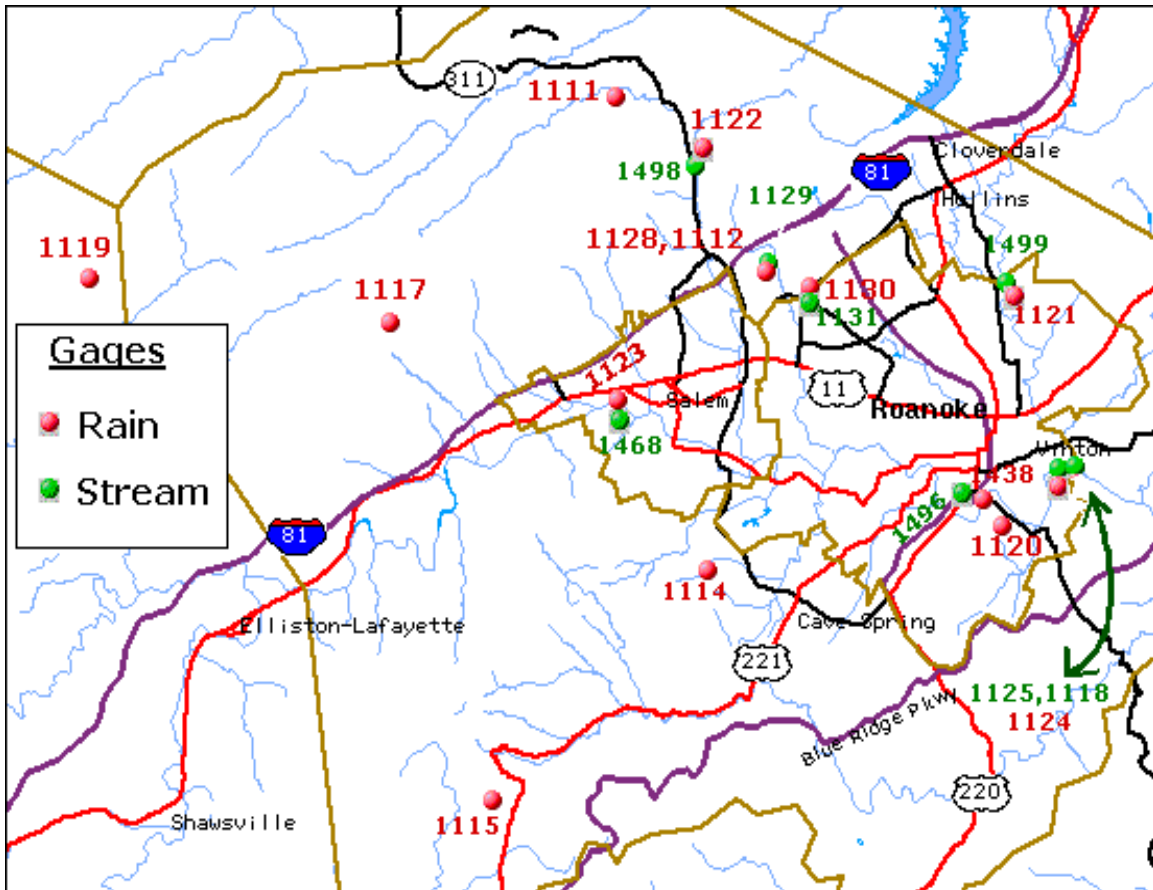 311
1111
1122
1498
81
Cloverdale
1129
Hollins
1119
1128,1112
1499
1117
1130
1121
1131
Gages
Rain
Stream
1123
11
Salem
Roanoke
1468
Vinton
1438
1496
81
1120
1114
Elliston-Lafayette
Cave Spring
221
1125,1118
Blue Ridge Pkwy
1124
220
1115
Shawsville